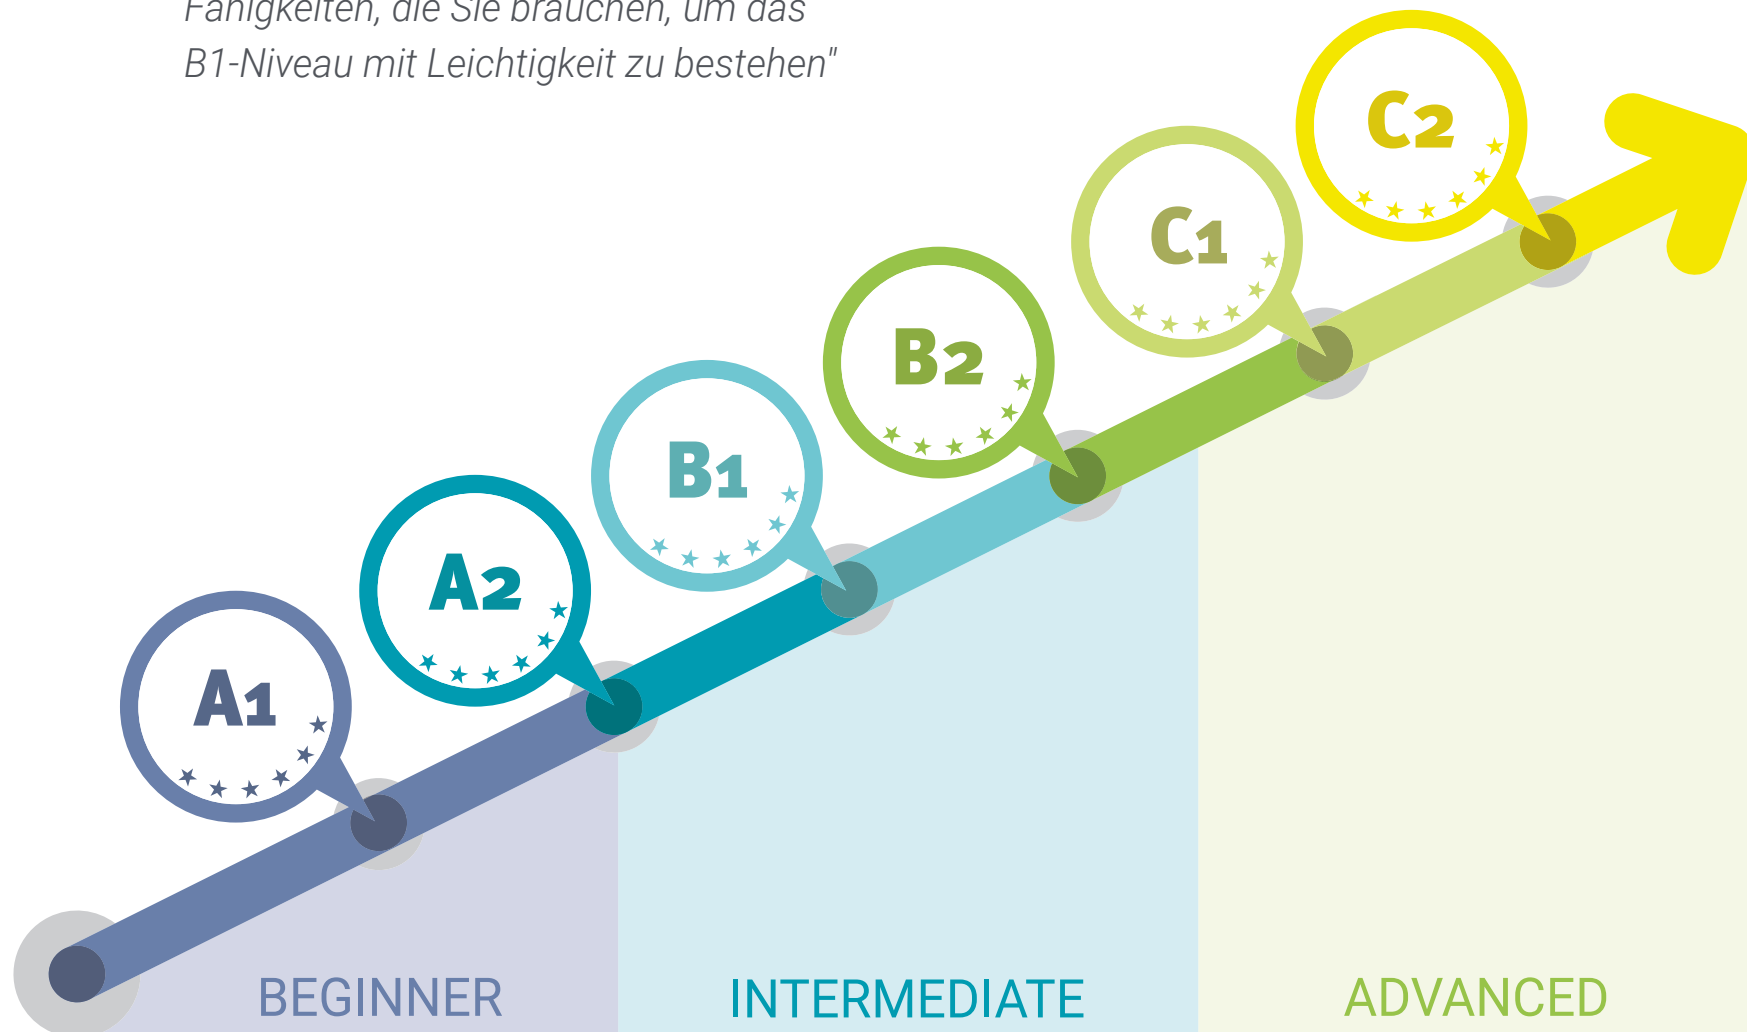 Fähigkeiten, die Sie brauchen, um das
B1-Niveau mit Leichtigkeit zu bestehen"
C2
C1
B2
B1
A2
A1
BEGINNER
INTERMEDIATE
ADVANCED